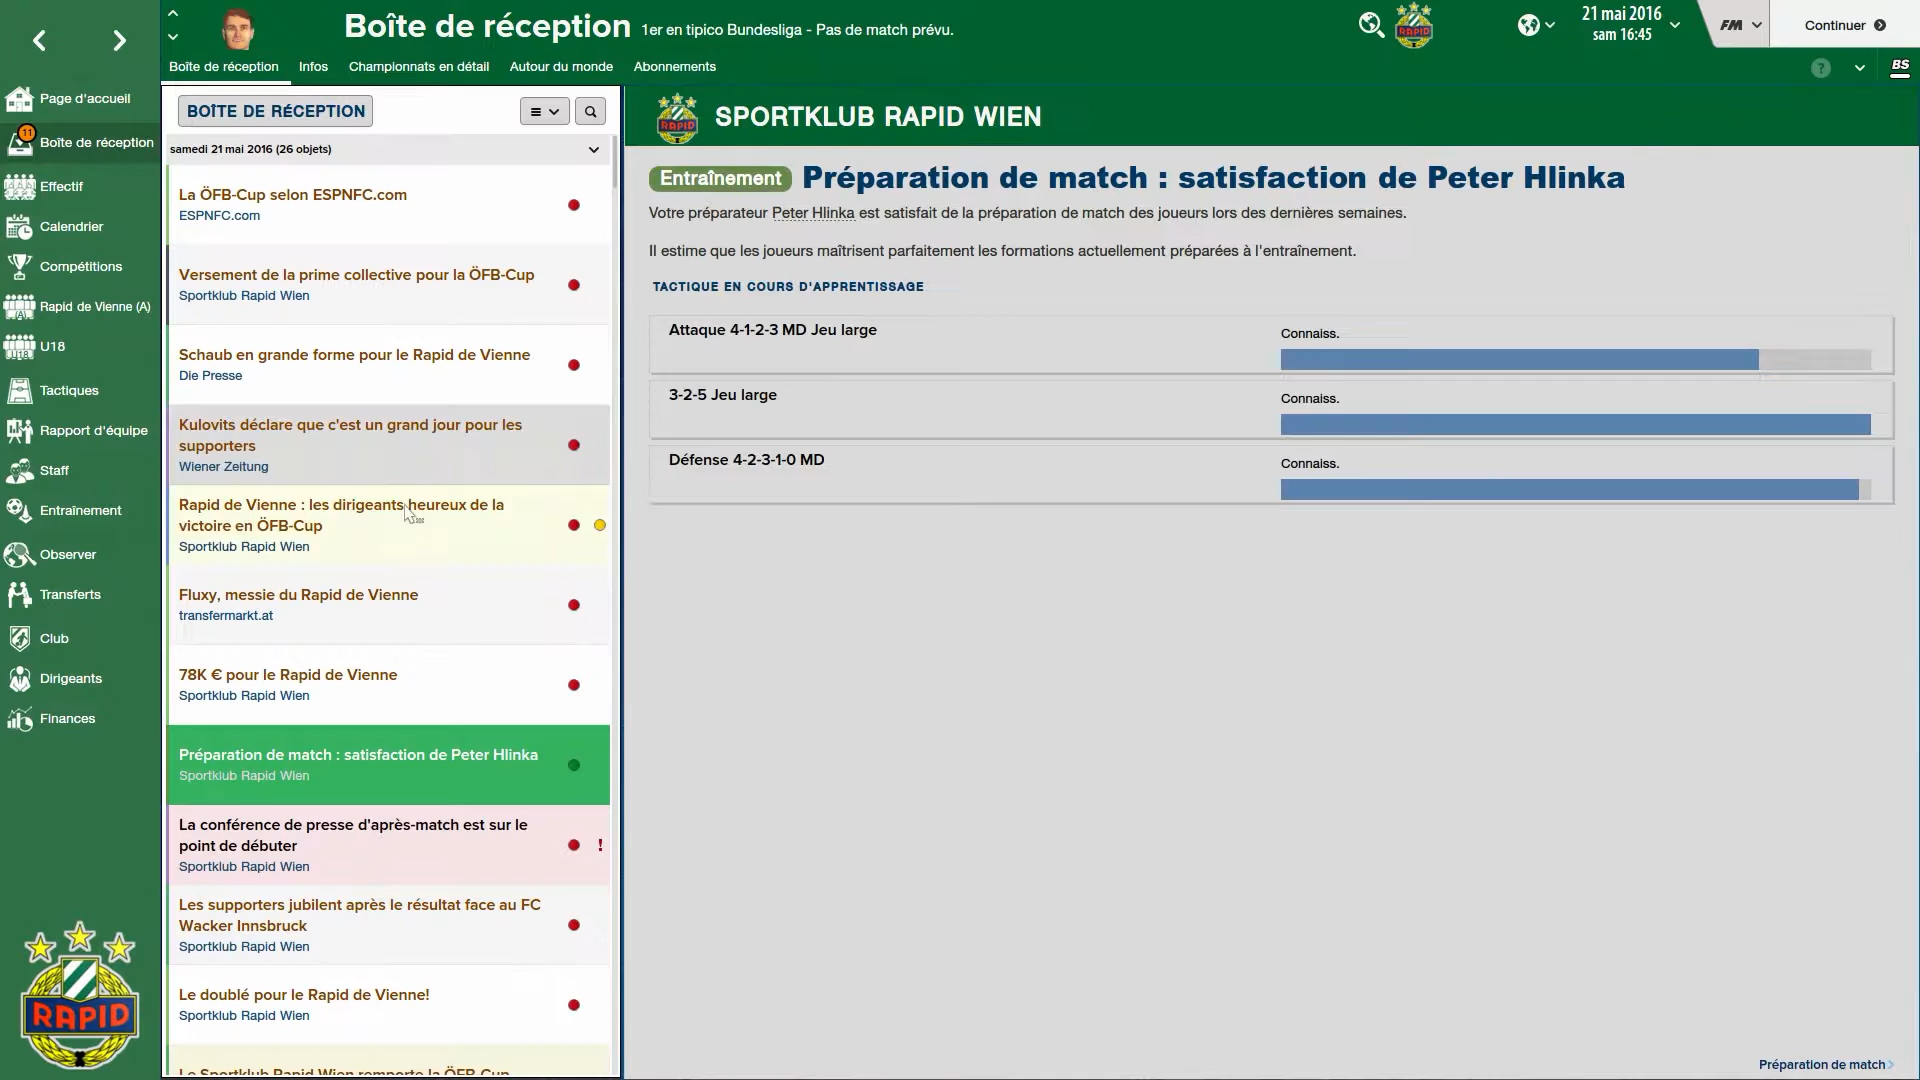 Boîte de réception
1er en tipico Bundesliga - Pas de match prévu.
RAPID
21 mai 2016
sam 16:45
FM
Continuer
Boîte de réception
Infos
Championnats en détail
Autour du monde
Abonnements
?
BS
Page d'accueil
11
Boîte de réception
Effectif
Calendrier
Compétitions
(A)
Rapid de Vienne (A)
U18
U18
Tactiques
Rapport d'équipe
Staff
Entraînement
Observer
Transferts
Club
Dirigeants
Finances
RAPID
BOÎTE DE RÉCEPTION
samedi 21 mai 2016 (26 objets)
La ÖFB-Cup selon ESPNFC.com
ESPNFC.com
Versement de la prime collective pour la ÖFB-Cup
Sportklub Rapid Wien
Schaub en grande forme pour le Rapid de Vienne
Die Presse
Kulovits déclare que c'est un grand jour pour les
supporters
Wiener Zeitung
Rapid de Vienne : les dirigeants heureux de la
victoire en ÖFB-Cup
Sportklub Rapid Wien
Fluxy, messie du Rapid de Vienne
transfermarkt.at
78K € pour le Rapid de Vienne
Sportklub Rapid Wien
Préparation de match : satisfaction de Peter Hlinka
Sportklub Rapid Wien
La conférence de presse d'après-match est sur le
point de débuter
Sportklub Rapid Wien
!
Les supporters jubilent après le résultat face au FC
Wacker Innsbruck
Sportklub Rapid Wien
Le doublé pour le Rapid de Vienne!
Sportklub Rapid Wien
Le Sportklub Rapid Wien remporte la ÖFB-Cup
RAPID
SPORTKLUB RAPID WIEN
Entraînement
Préparation de match : satisfaction de Peter Hlinka
Votre préparateur Peter Hlinka est satisfait de la préparation de match des joueurs lors des dernières semaines.
Il estime que les joueurs maîtrisent parfaitement les formations actuellement préparées à l'entraînement.
TACTIQUE EN COURS D'APPRENTISSAGE
Attaque 4-1-2-3 MD Jeu large
Connaiss.
3-2-5 Jeu large
Connaiss.
Défense 4-2-3-1-0 MD
Connaiss.
Préparation de match